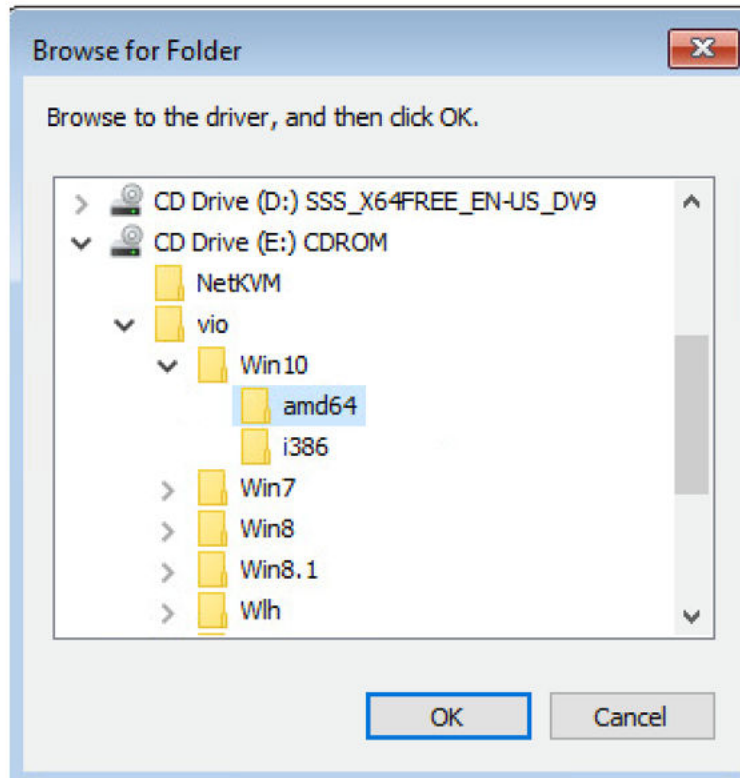 Browse for Folder
Browse to the driver, and then click OK.
CD Drive (D:) SSS_X64FREE_EN-US_DV9
CD Drive (E:) CDROM
NetKVM
vio
Win10
amd64
i386
Win7
Win8
Win8.1
Wlh
OK Cancel